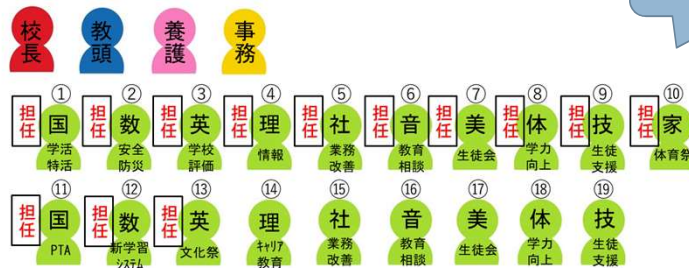 校長 教頭 養護 事務
① ② ③ ④ ⑤ ⑥ ⑦ ⑧ ⑨ ⑩
担任 国 担任 数 担任 英 担任 理 担任 社 担任 音 担任 美 担任 体 担任 技 担任 家
学活 安全 学校 情報 業務 教育 生徒会 学力 生徒 体育祭
特活 防災 評価 改善 相談 向上 支援
⑪ ⑫ ⑬ ⑭ ⑮ ⑯ ⑰ ⑱ ⑲
担任 国 担任 数 担任 英 理 社 音 美 体 技
PTA 新学習 文化祭 ｷｬﾘｱ 業務 教育 生徒会 学力 生徒
ｼｽﾃﾑ 教育 改善 相談 向上 支援